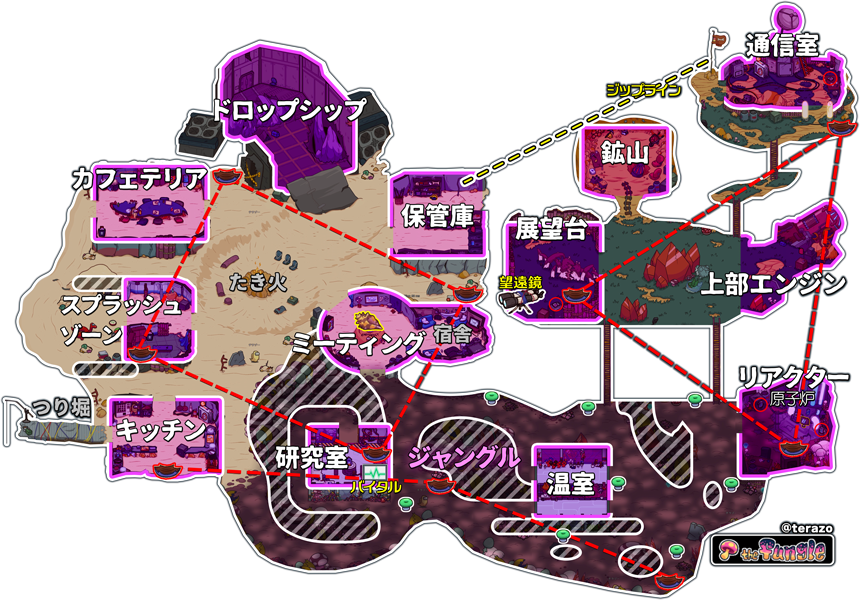 通信室
ジップライン
ドロップシップ
鉱山
カフェテリア
保管庫
展望台
たき火
望遠鏡
上部エンジン
スプラッシュ
ゾーン
ミーティング
宿舎
リアクター
原子炉
つり堀
キッチン
研究室
ジャングル
バイタル
温室
@terazo
the Fungle